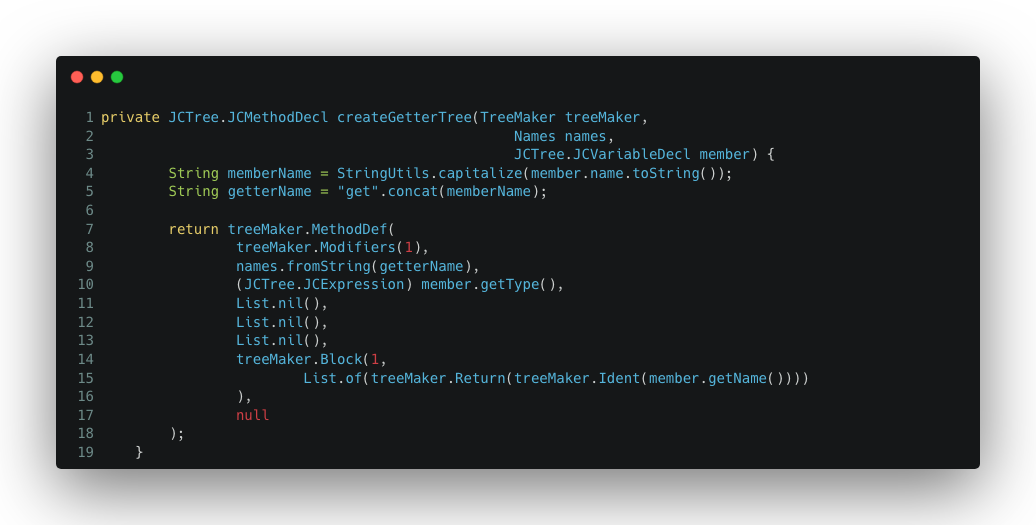 1 private JCTree.JCMethodDecl createGetterTree(TreeMaker treeMaker,
2                                                  Names names,
3                                                  JCTree.JCVariableDecl member) {
4         String memberName = StringUtils.capitalize(member.name.toString());
5         String getterName = "get".concat(memberName);
6
7         return treeMaker.MethodDef(
8                 treeMaker.Modifiers(1),
9                 names.fromString(getterName),
10                 (JCTree.JCExpression) member.getType(),
11                 List.nil(),
12                 List.nil(),
13                 List.nil(),
14                 treeMaker.Block(1,
15                         List.of(treeMaker.Return(treeMaker.Ident(member.getName())))
16                 ),
17                 null
18         );
19     }